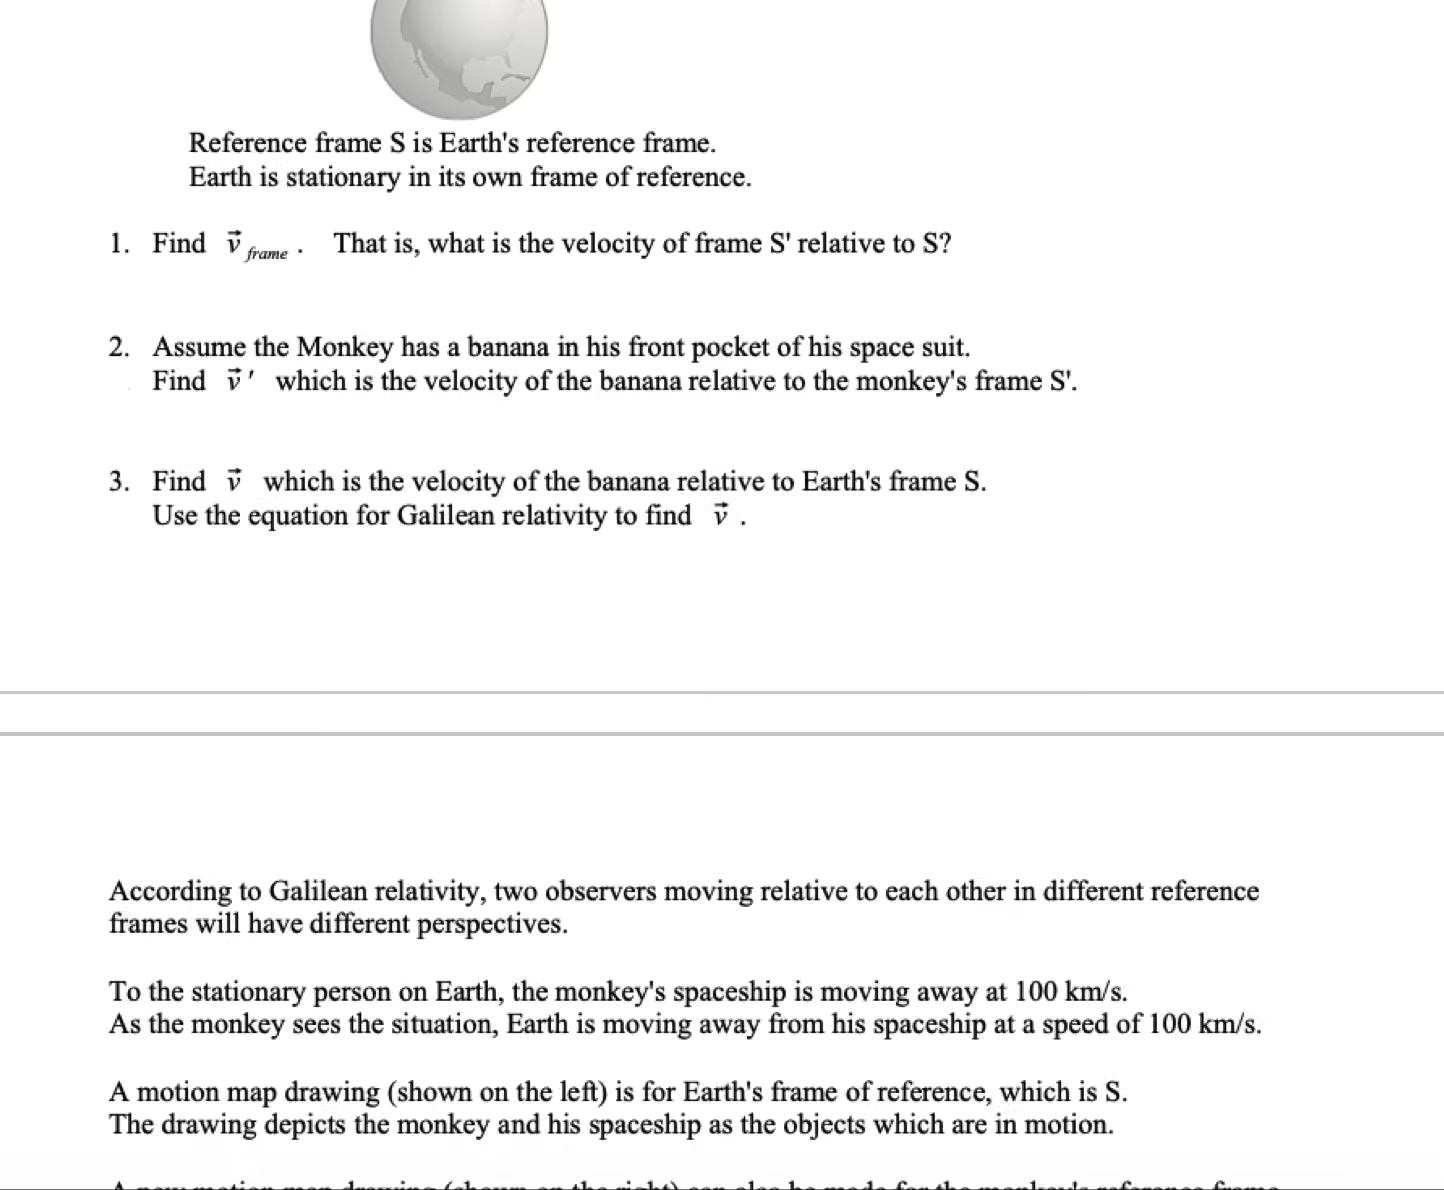 Reference frame S is Earth's reference frame.
Earth is stationary in its own frame of reference.
1. Find v⃗ frame . That is, what is the velocity of frame S' relative to S?
2. Assume the Monkey has a banana in his front pocket of his space suit.
Find v⃗ ' which is the velocity of the banana relative to the monkey's frame S'.
3. Find v⃗ which is the velocity of the banana relative to Earth's frame S.
Use the equation for Galilean relativity to find v⃗ .
According to Galilean relativity, two observers moving relative to each other in different reference
frames will have different perspectives.
To the stationary person on Earth, the monkey's spaceship is moving away at 100 km/s.
As the monkey sees the situation, Earth is moving away from his spaceship at a speed of 100 km/s.
A motion map drawing (shown on the left) is for Earth's frame of reference, which is S.
The drawing depicts the monkey and his spaceship as the objects which are in motion.